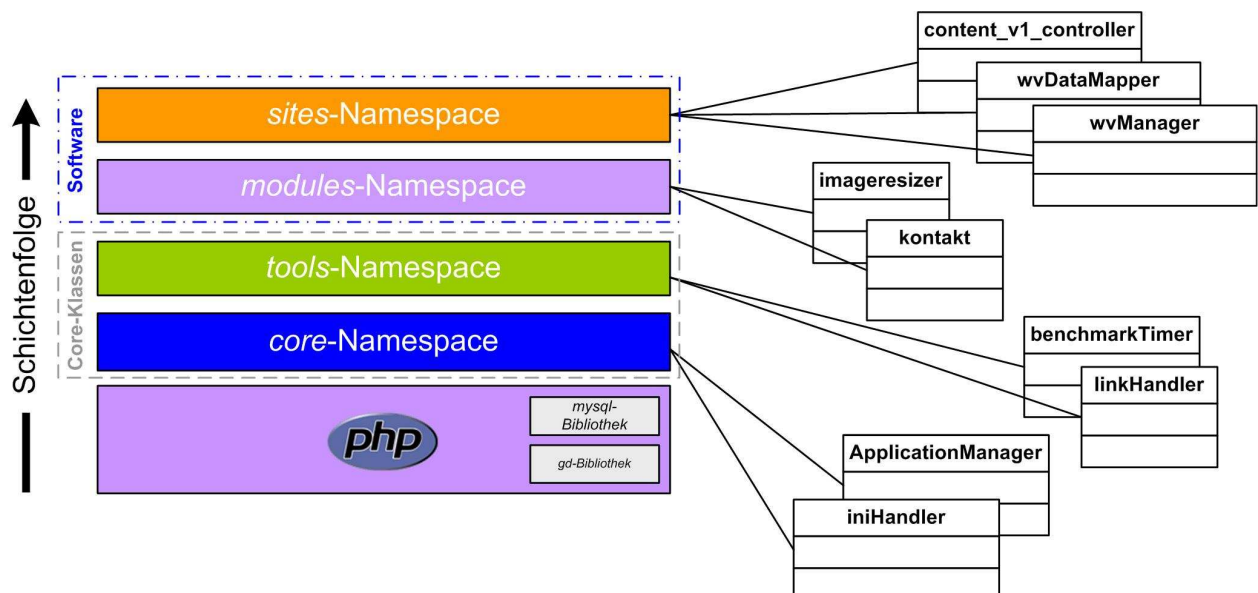 Schichtenfolge
Software
sites-Namespace
modules-Namespace
Core-Klassen
tools-Namespace
core-Namespace
php
mysql-
Bibliothek
gd-Bibliothek
content_v1_controller
wvDataMapper
wvManager
imageresizer
kontakt
benchmarkTimer
linkHandler
ApplicationManager
iniHandler